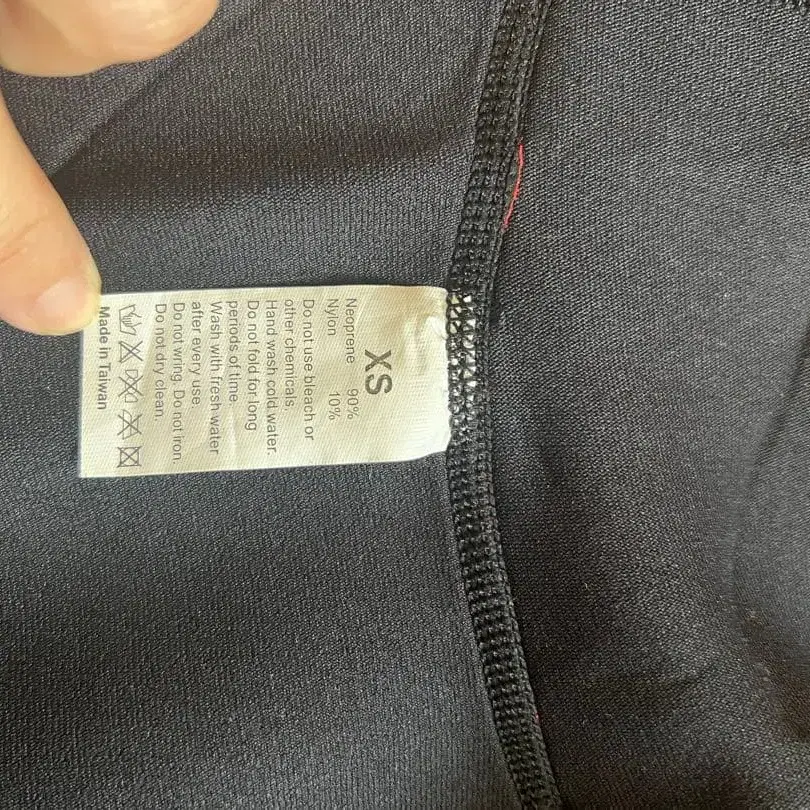 XS
Neoprene 90%
Nylon 10%
Do not use bleach or
other chemicals.
Hand wash cold water.
Do not fold for long
periods of time.
Wash with fresh water
after every use.
Do not wring. Do not iron.
Do not dry clean.
Made in Taiwan